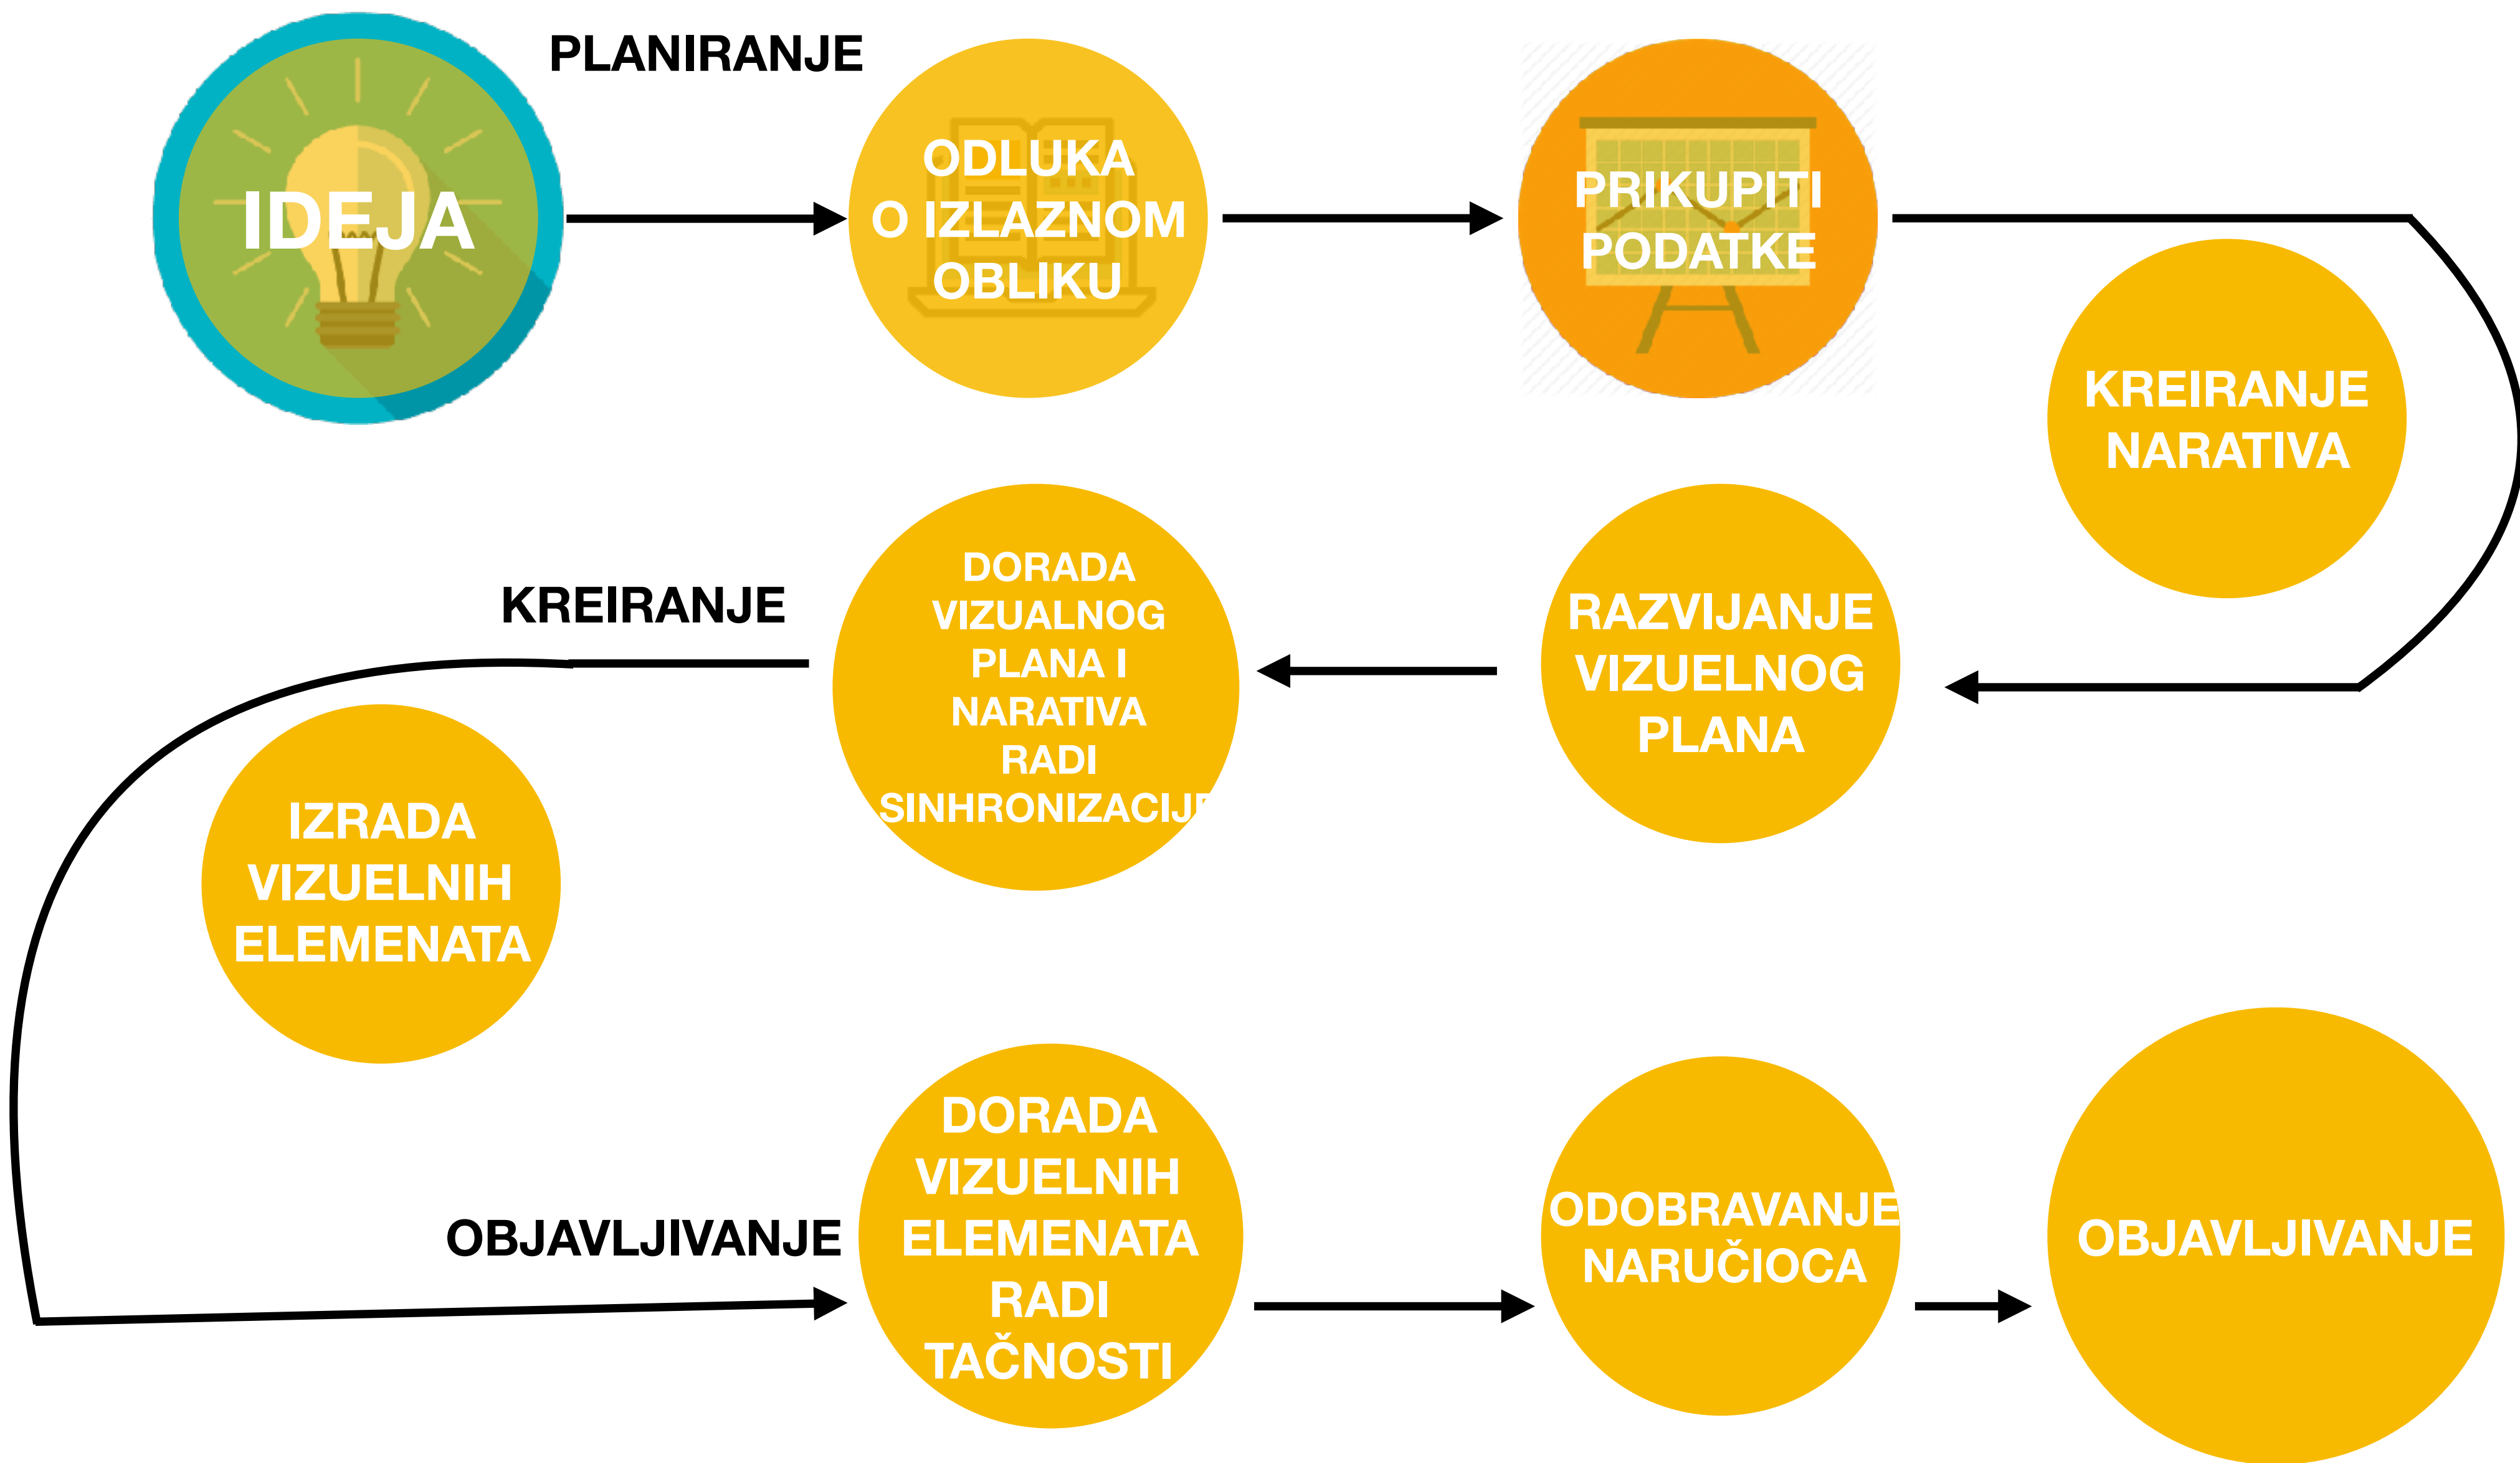 PLANIRANJE
IDEJA
ODLUKA
O IZLAZNOM
OBLIKU
PRIKUPITI
PODATKE
KREIRANJE
NARATIVA
RAZVIJANJE
VIZUELNOG
PLANA
DORADA
VIZUALNOG
PLANA I
NARATIVA
RADI
SINHRONIZACIJE
KREIRANJE
IZRADA
VIZUELNIH
ELEMENATA
OBJAVLJIVANJE
DORADA
VIZUELNIH
ELEMENATA
RADI
TAČNOSTI
ODOBRAVANJE
NARUČIOCA
OBJAVLJIVANJE